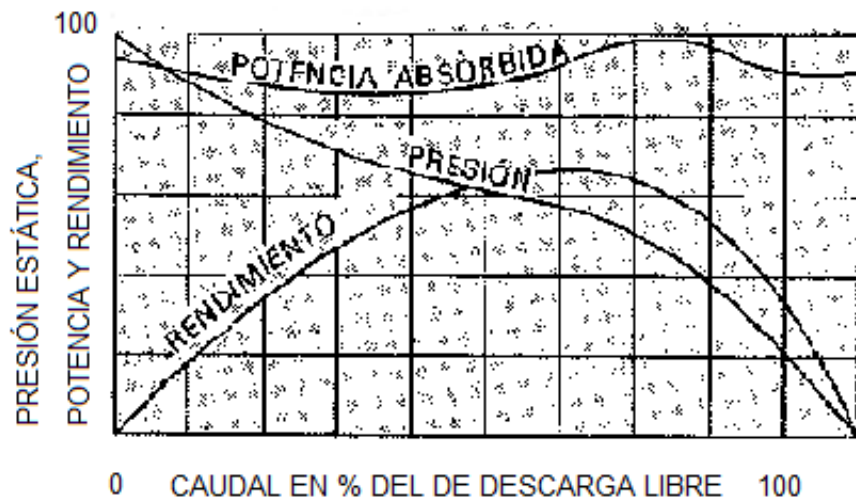 100
POTENCIA ABSORBIDA
PRESIÓN
RENDIMIENTO
PRESIÓN ESTÁTICA,
POTENCIA Y RENDIMIENTO
0 CAUDAL EN % DEL DE DESCARGA LIBRE 100